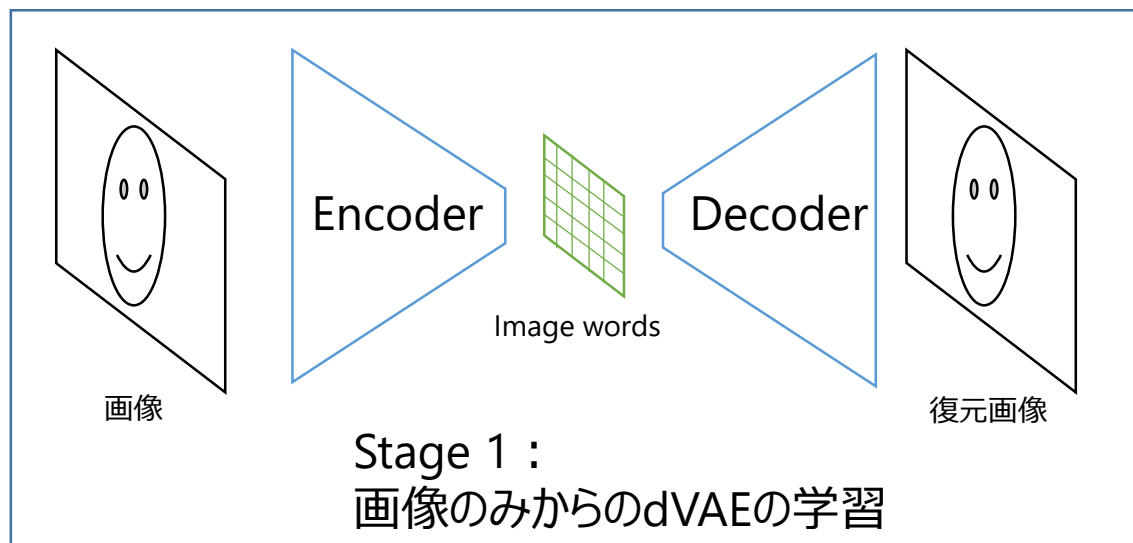 Encoder
Decoder
Image words
画像
復元画像
Stage 1：
画像のみからのdVAEの学習